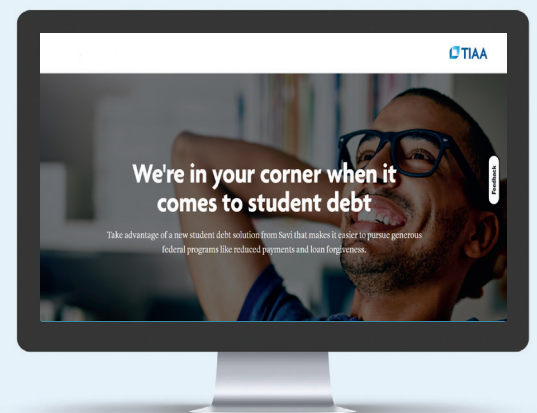 TIAA
We're in your corner when it
comes to student debt
Take advantage of a new student debt solution from Savi that makes it easier to pursue generous
federal programs like reduced payments and loan forgiveness.
Feedback